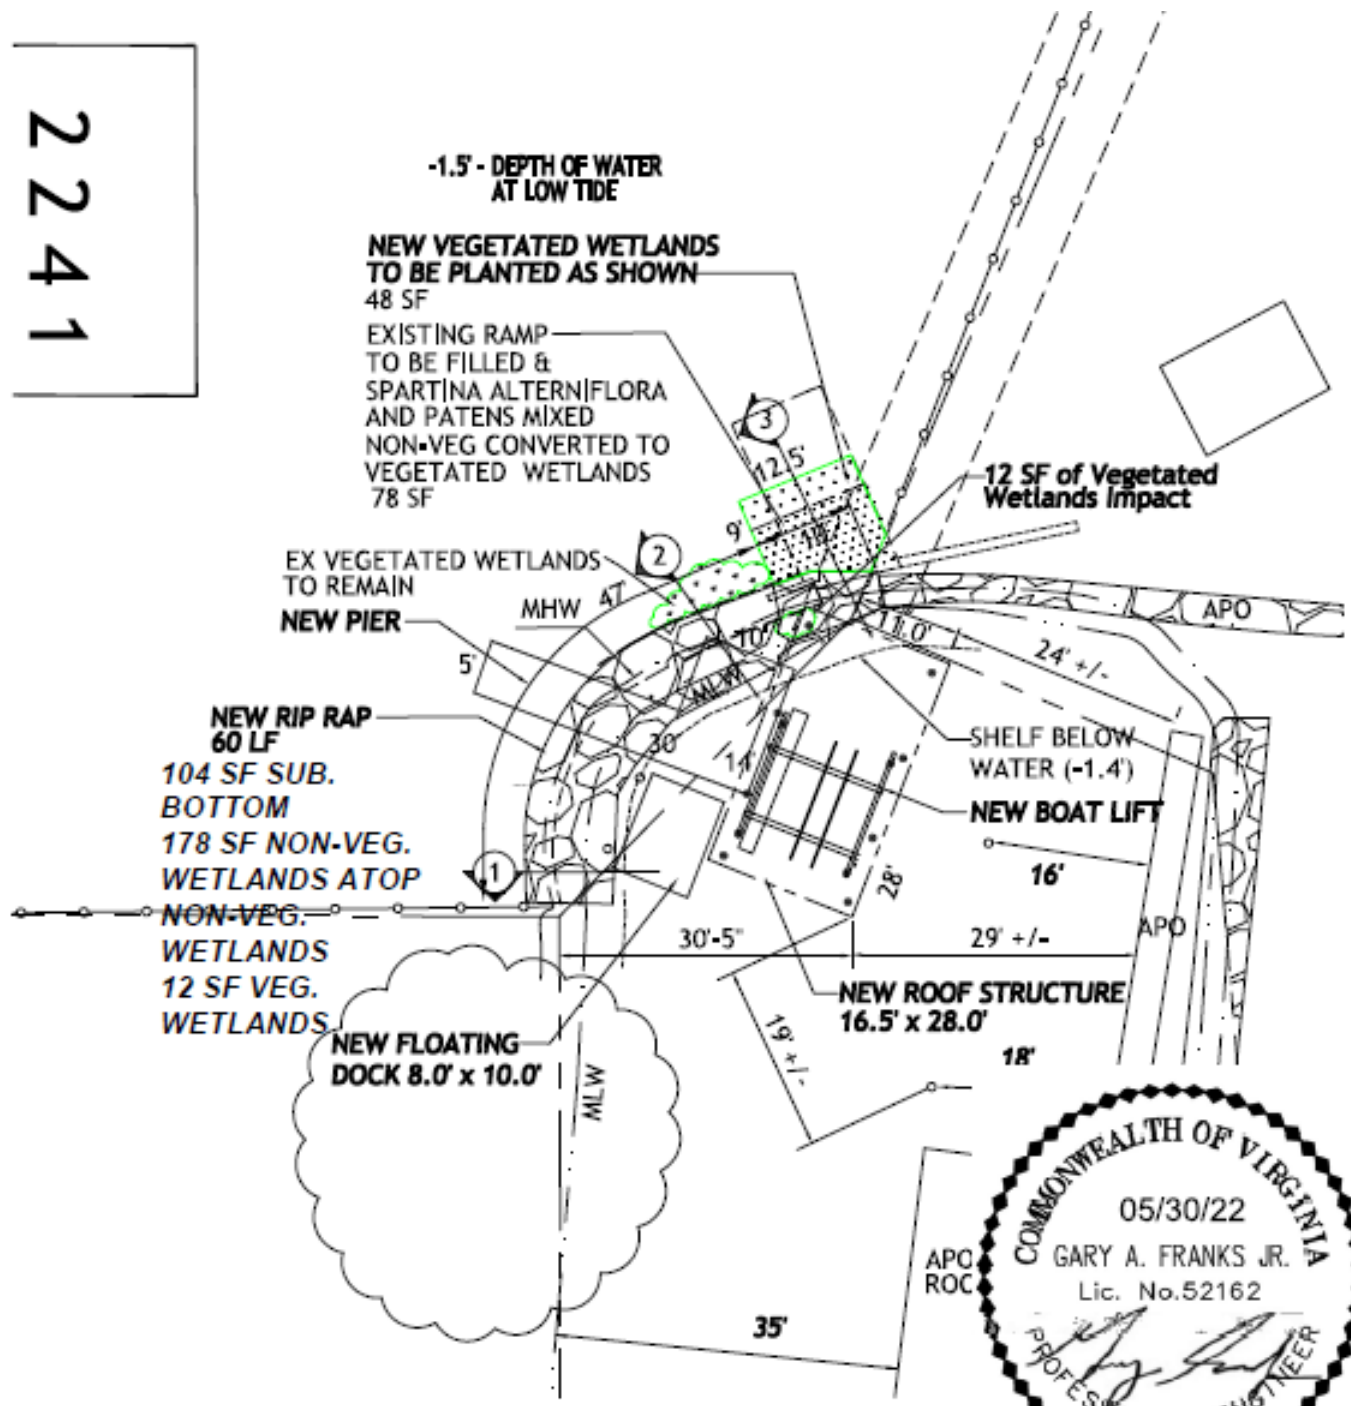 2241
-1.5' - DEPTH OF WATER
AT LOW TIDE
NEW VEGETATED WETLANDS
TO BE PLANTED AS SHOWN
48 SF
EXISTING RAMP
TO BE FILLED &
SPARTINA ALTERNIFLORA
AND PATENS MIXED
NON-VEG CONVERTED TO
VEGETATED WETLANDS
78 SF
3
12.5'
12 SF of Vegetated
Wetlands Impact
9'
2
EX VEGETATED WETLANDS
TO REMAIN
47'
MHW
NEW PIER
APO
10'
11.0'
24' +/-
5'
MLW
NEW RIP RAP
60 LF
30'
14'
SHELF BELOW
WATER (-1.4')
104 SF SUB.
BOTTOM
178 SF NON-VEG.
WETLANDS ATOP
NON-VEG.
WETLANDS
12 SF VEG.
WETLANDS
NEW BOAT LIFT
1
16'
28'
APO
30'-5"
29' +/-
NEW ROOF STRUCTURE
16.5' x 28.0'
19' +/-
18'
NEW FLOATING
DOCK 8.0' x 10.0'
MLW
COMMONWEALTH OF VIRGINIA
05/30/22
GARY A. FRANKS JR.
Lic. No.52162
APO
ROO
35'